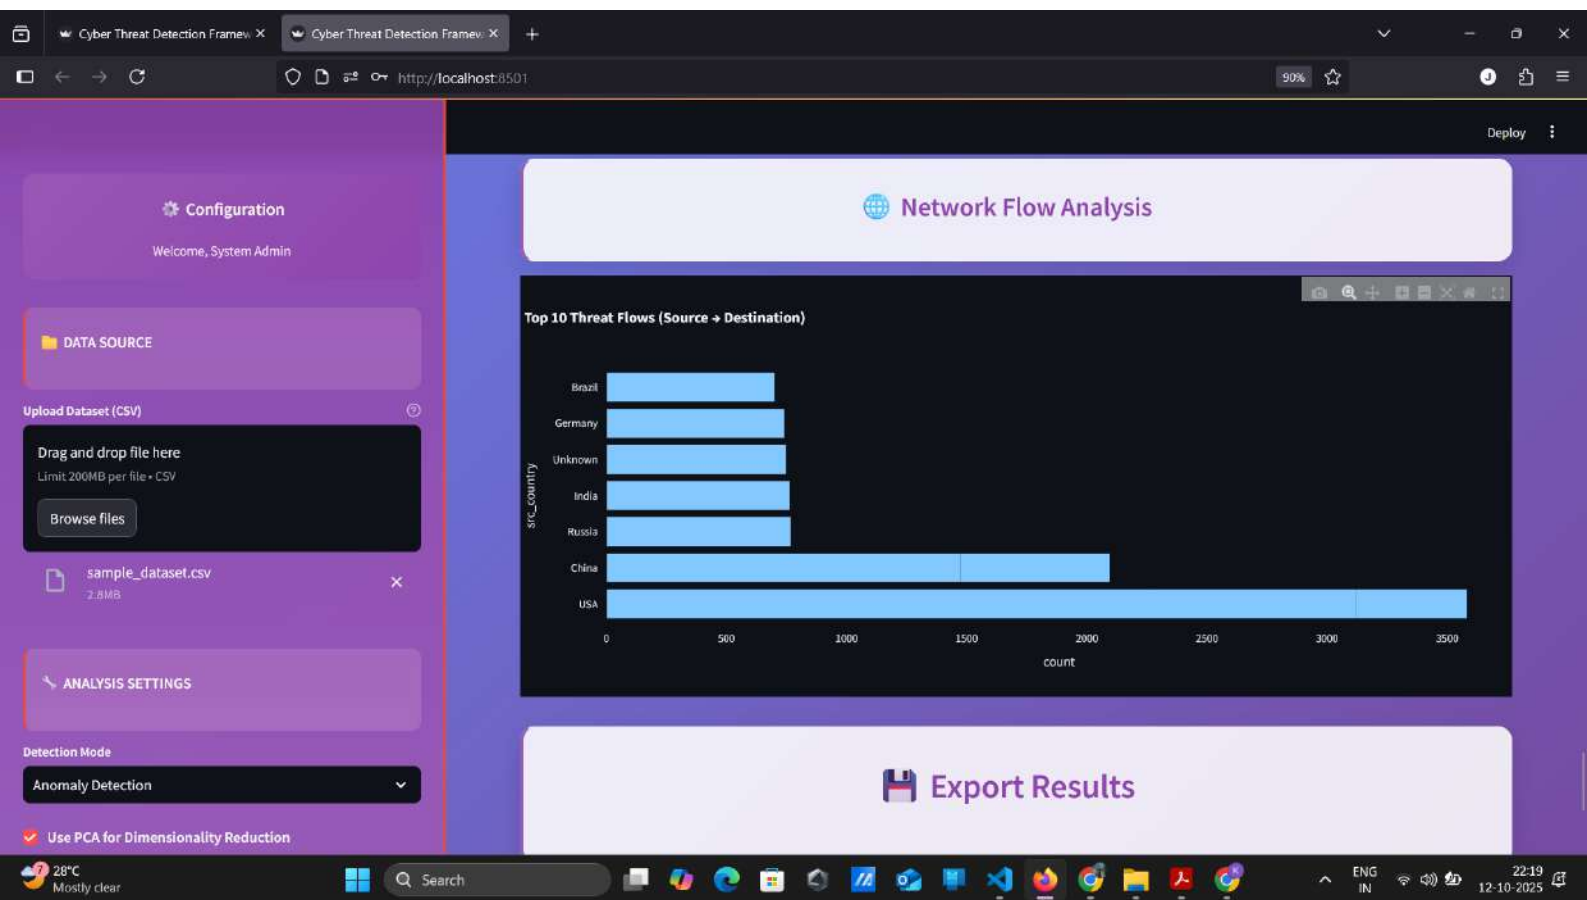 Cyber Threat Detection Framew
Cyber Threat Detection Framew
http://localhost:8501
90%
J
Deploy
Configuration
Welcome, System Admin
DATA SOURCE
Upload Dataset (CSV)
Drag and drop file here
Limit 200MB per file • CSV
Browse files
sample_dataset.csv
2.8MB
ANALYSIS SETTINGS
Detection Mode
Anomaly Detection
Use PCA for Dimensionality Reduction
Network Flow Analysis
Top 10 Threat Flows (Source → Destination)
src_country
Brazil
Germany
Unknown
India
Russia
China
USA
0 500 1000 1500 2000 2500 3000 3500
count
Export Results
7
28°C
Mostly clear
Search
ENG
IN
22:19
12-10-2025